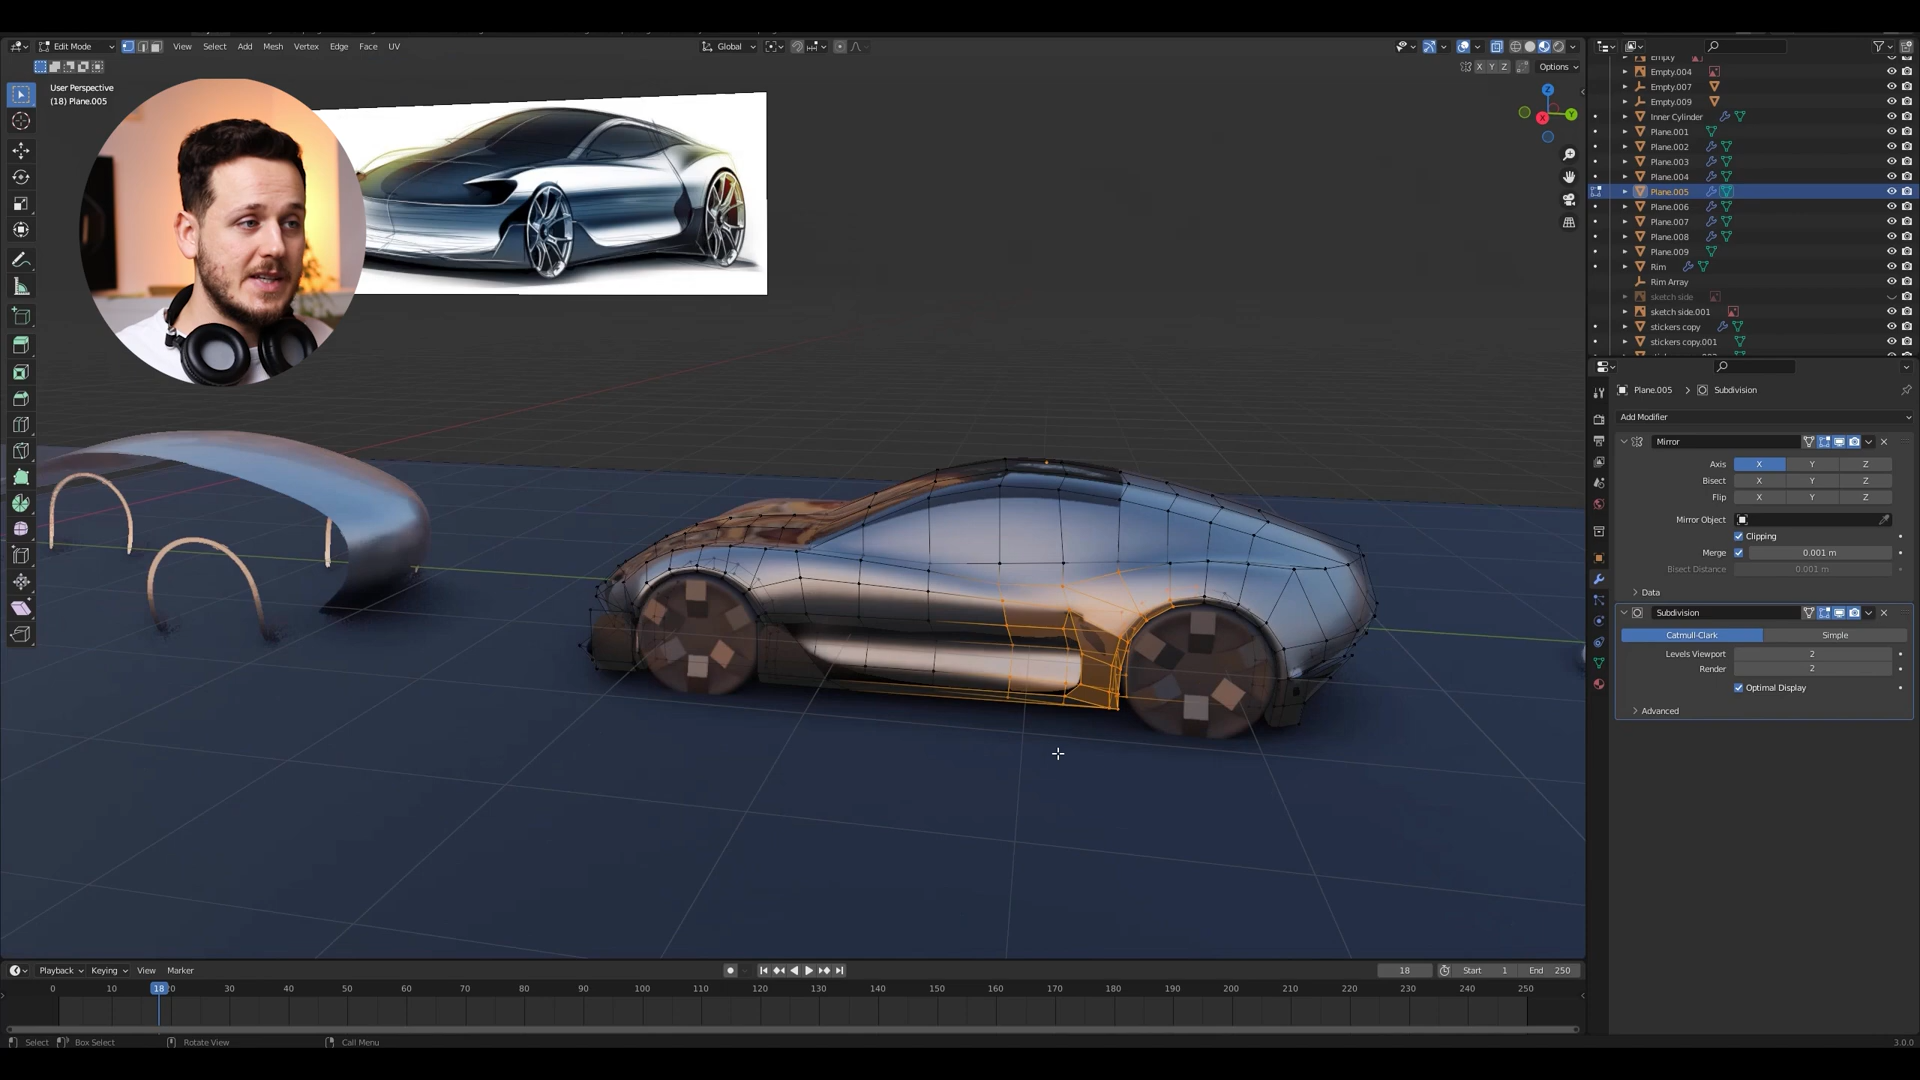 Edit Mode View Select Add Mesh Vertex Edge Face UV Global
X Y Z Options
User Perspective
(18) Plane.005
Z
Y
X
Empty
Empty.004
Empty.007
Empty.009
Inner Cylinder
Plane.001
Plane.002
Plane.003
Plane.004
Plane.005
Plane.006
Plane.007
Plane.008
Plane.009
Rim
Rim Array
sketch side
sketch side.001
stickers copy
stickers copy.001
Plane.005 > Subdivision
Add Modifier
Mirror
Axis X Y Z
Bisect X Y Z
Flip X Y Z
Mirror Object
Clipping
Merge 0.001 m
Bisect Distance 0.001 m
Data
Subdivision
Catmull-Clark Simple
Levels Viewport 2
Render 2
Optimal Display
Advanced
Playback Keying View Marker 18 Start 1 End 250
0 10 18 20 30 40 50 60 70 80 90 100 110 120 130 140 150 160 170 180 190 200 210 220 230 240 250
Select Box Select Rotate View Call Menu 3.0.0